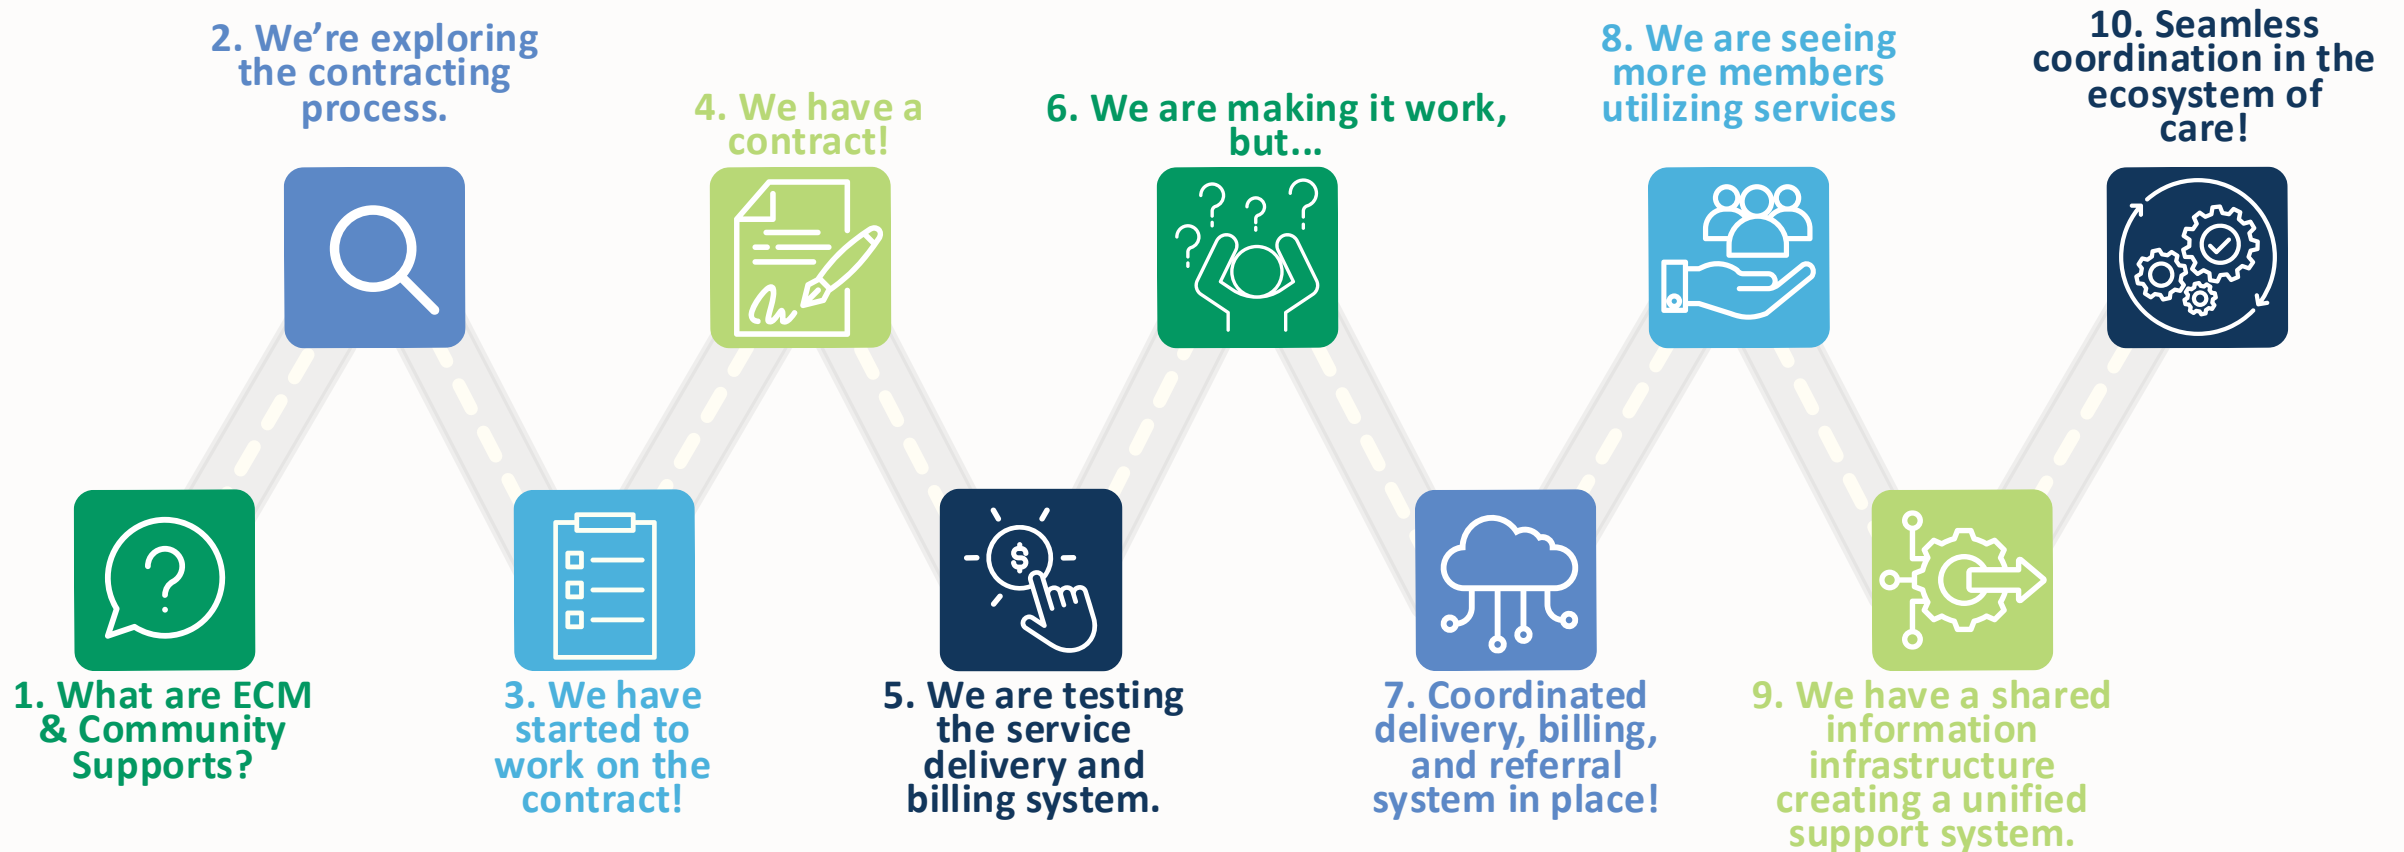 1. What are ECM
& Community
Supports?
2. We’re exploring
the contracting
process.
3. We have
started to
work on the
contract!
4. We have a
contract!
5. We are testing
the service
delivery and
billing system.
6. We are making it work,
but...
7. Coordinated
delivery, billing,
and referral
system in place!
8. We are seeing
more members
utilizing services
9. We have a shared
information
infrastructure
creating a unified
support system.
10. Seamless
coordination in the
ecosystem of
care!